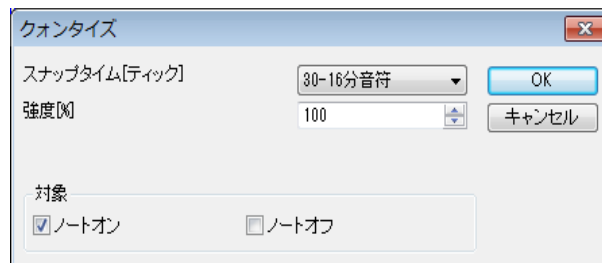 クォンタイズ
スナップタイム[ティック]
30-16分音符
OK
強度[%]
100
キャンセル
対象
ノートオン
ノートオフ